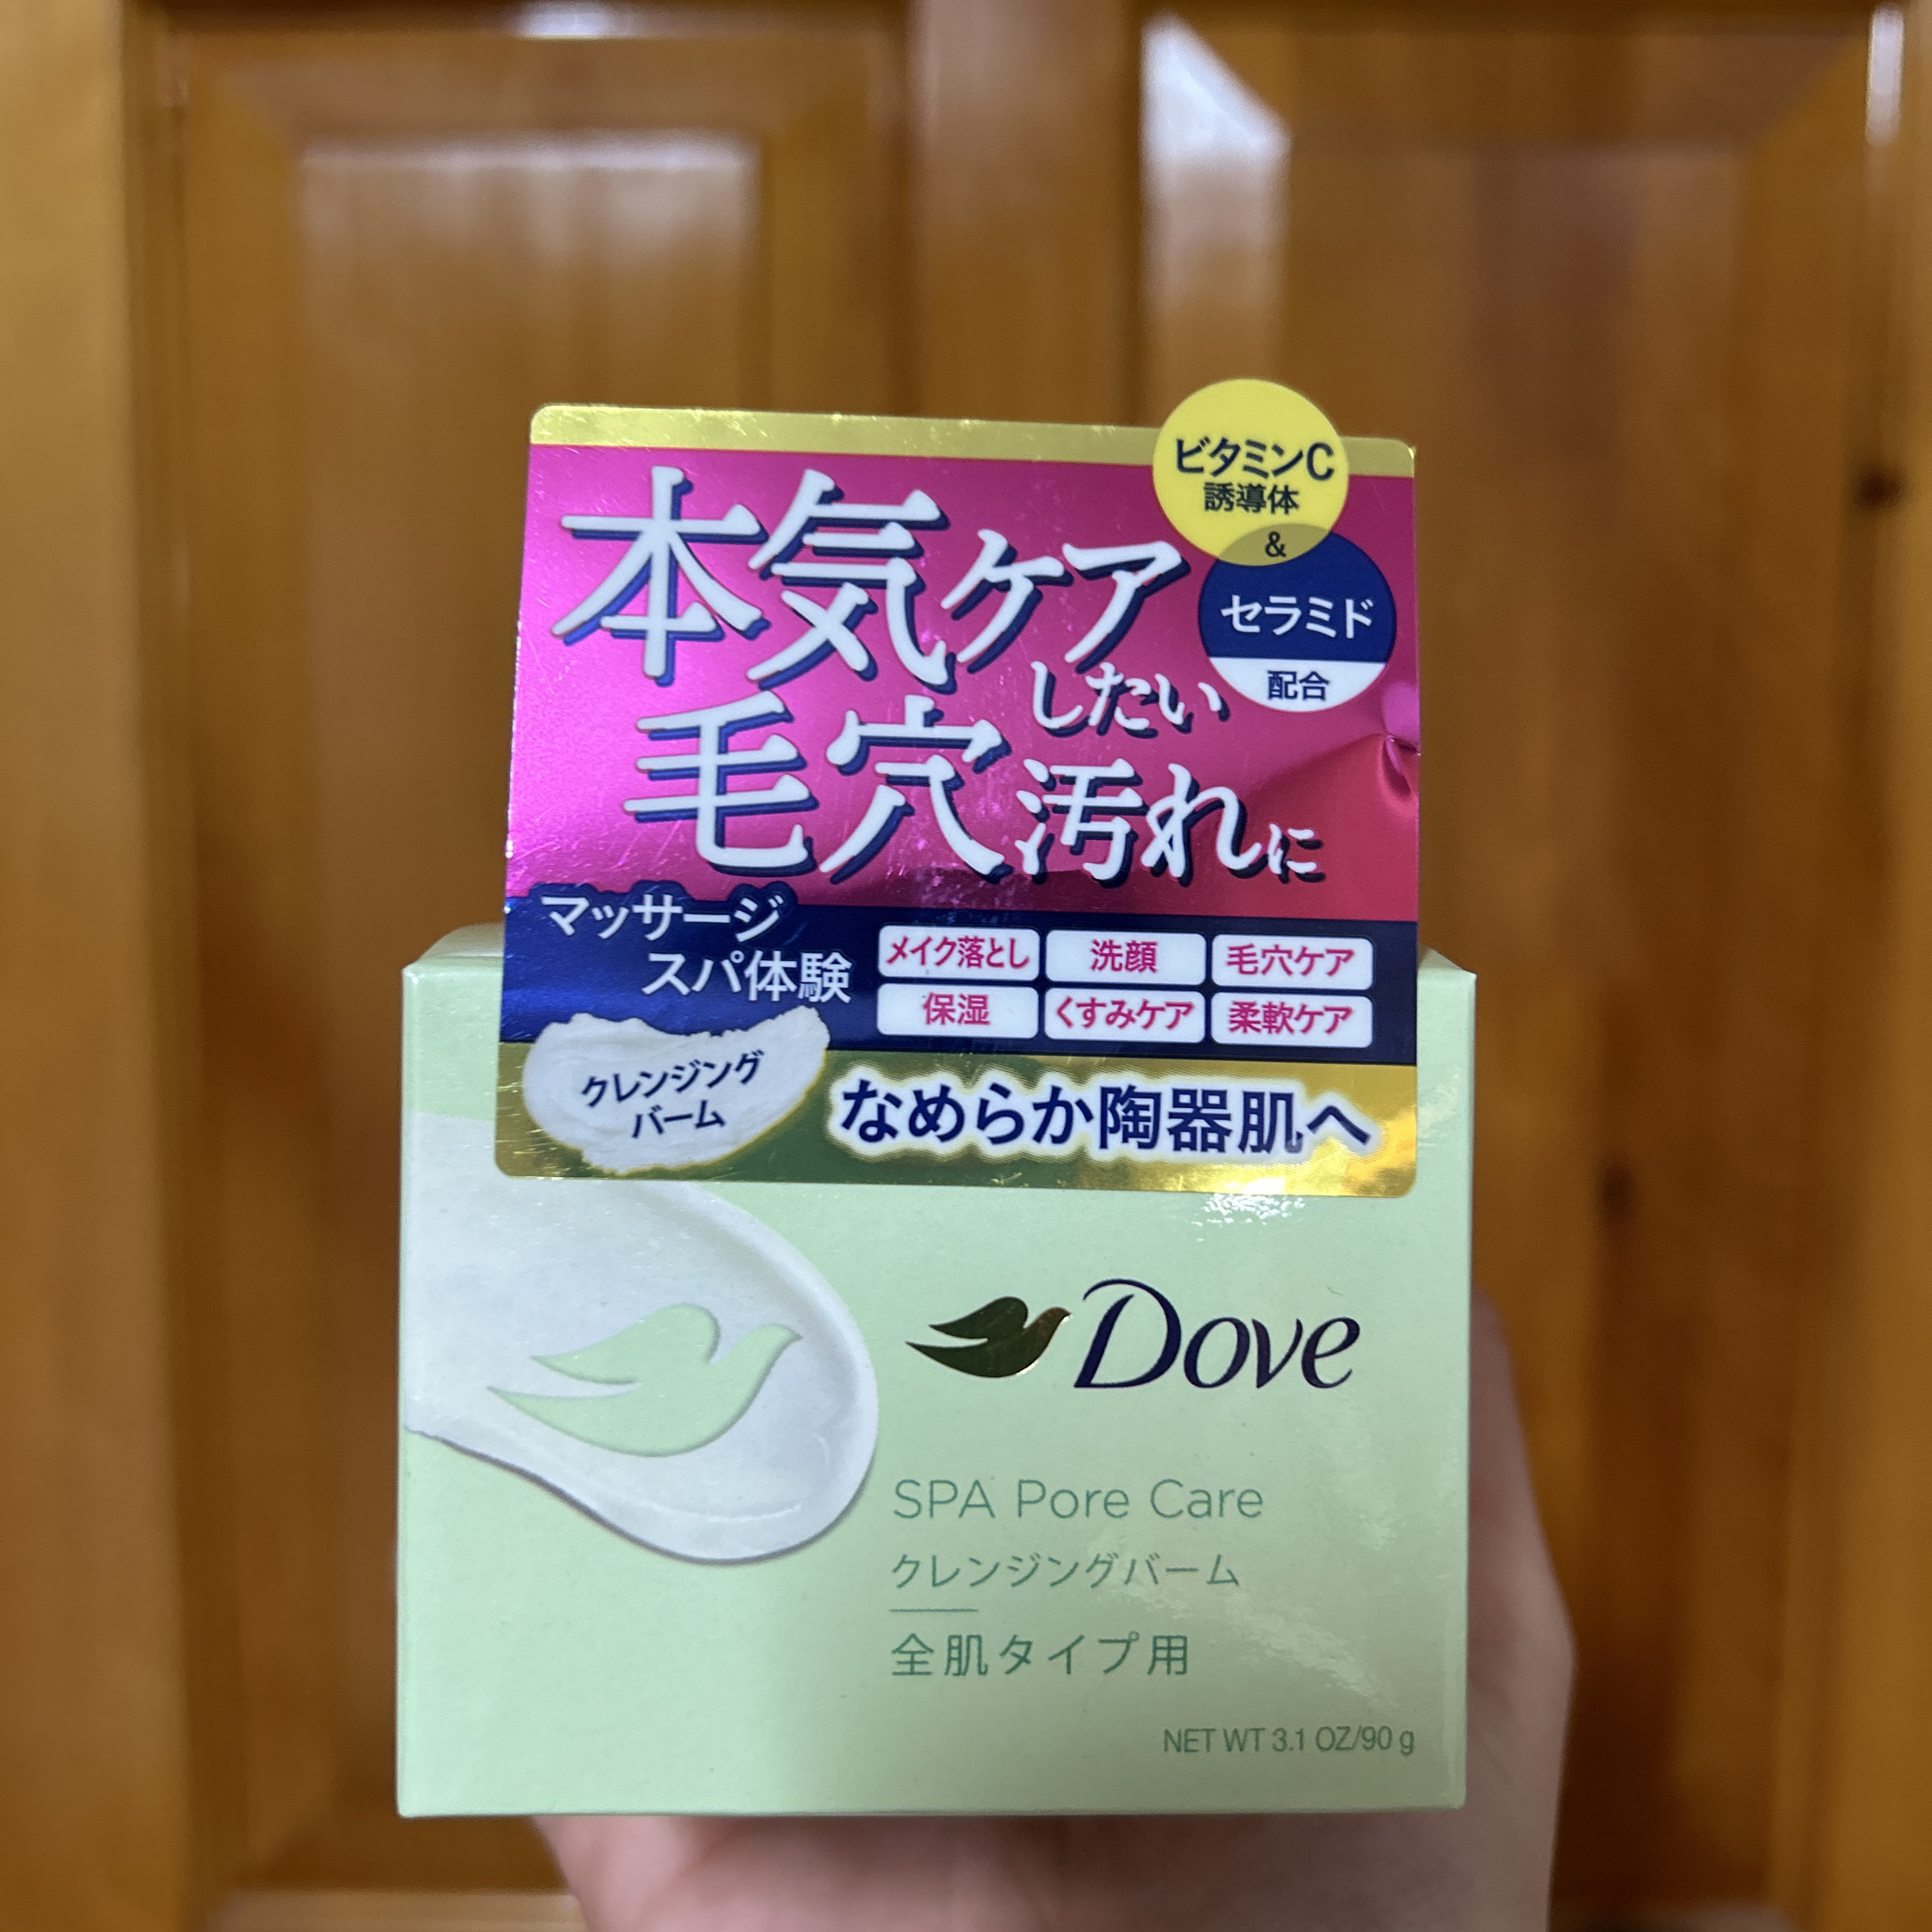 ビタミンC
誘導体
&
セラミド
配合
本気ケア
したい
毛穴汚れに
マッサージ
スパ体験
メイク落とし
洗顔
毛穴ケア
保湿
くすみケア
柔軟ケア
クレンジング
バーム
なめらか陶器肌へ
Dove
SPA Pore Care
クレンジングバーム
全肌タイプ用
NET WT 3.1 OZ/90 g